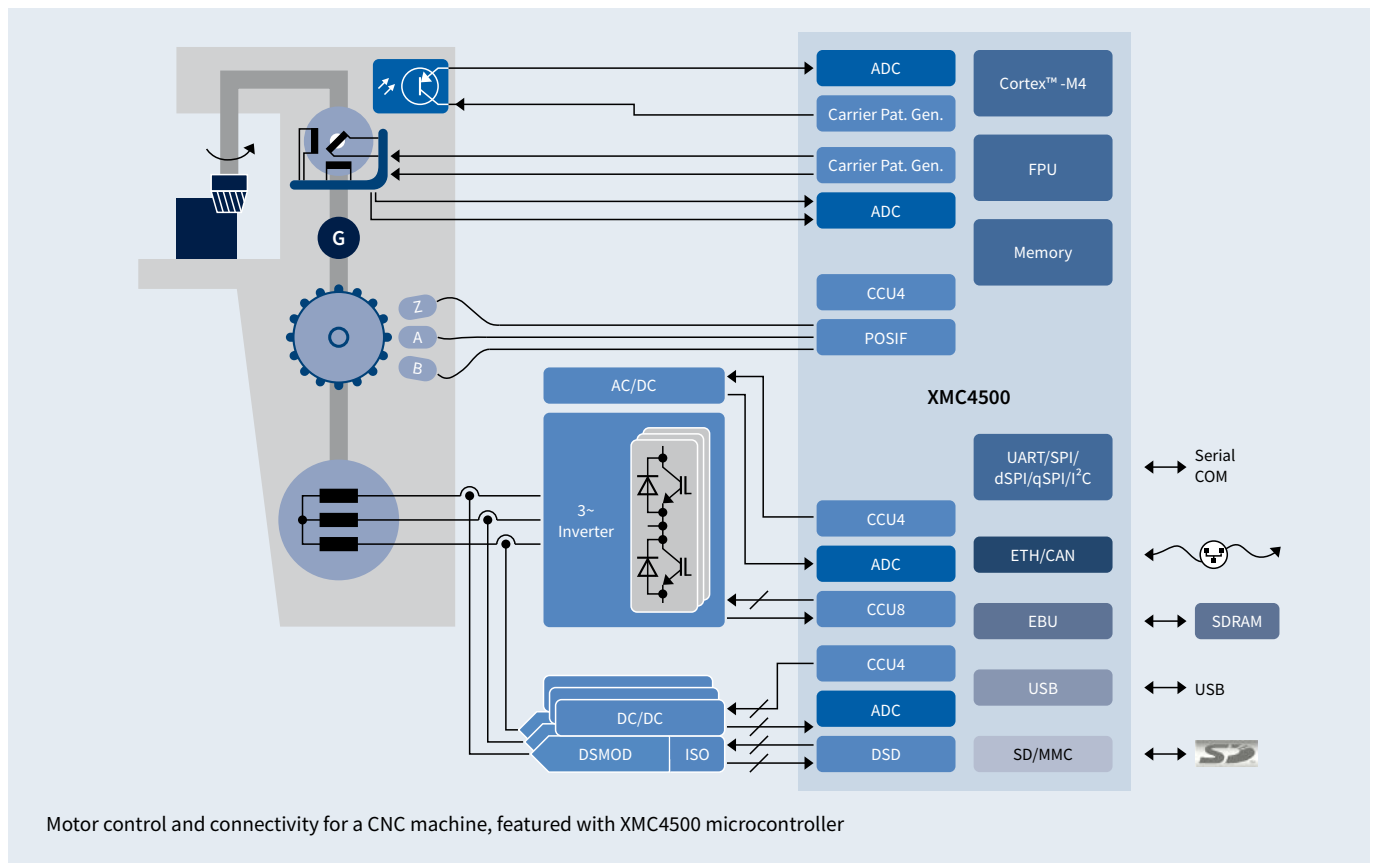 ADC
Cortex™ -M4
Carrier Pat. Gen.
Carrier Pat. Gen.
FPU
ADC
G
Memory
CCU4
Z
A
B
POSIF
AC/DC
XMC4500
3~
Inverter
UART/SPI/
dSPI/qSPI/I²C
Serial
COM
CCU4
ADC
ETH/CAN
CCU8
EBU
SDRAM
CCU4
USB
USB
DC/DC
ADC
DSMOD
ISO
DSD
SD/MMC
SD
Motor control and connectivity for a CNC machine, featured with XMC4500 microcontroller